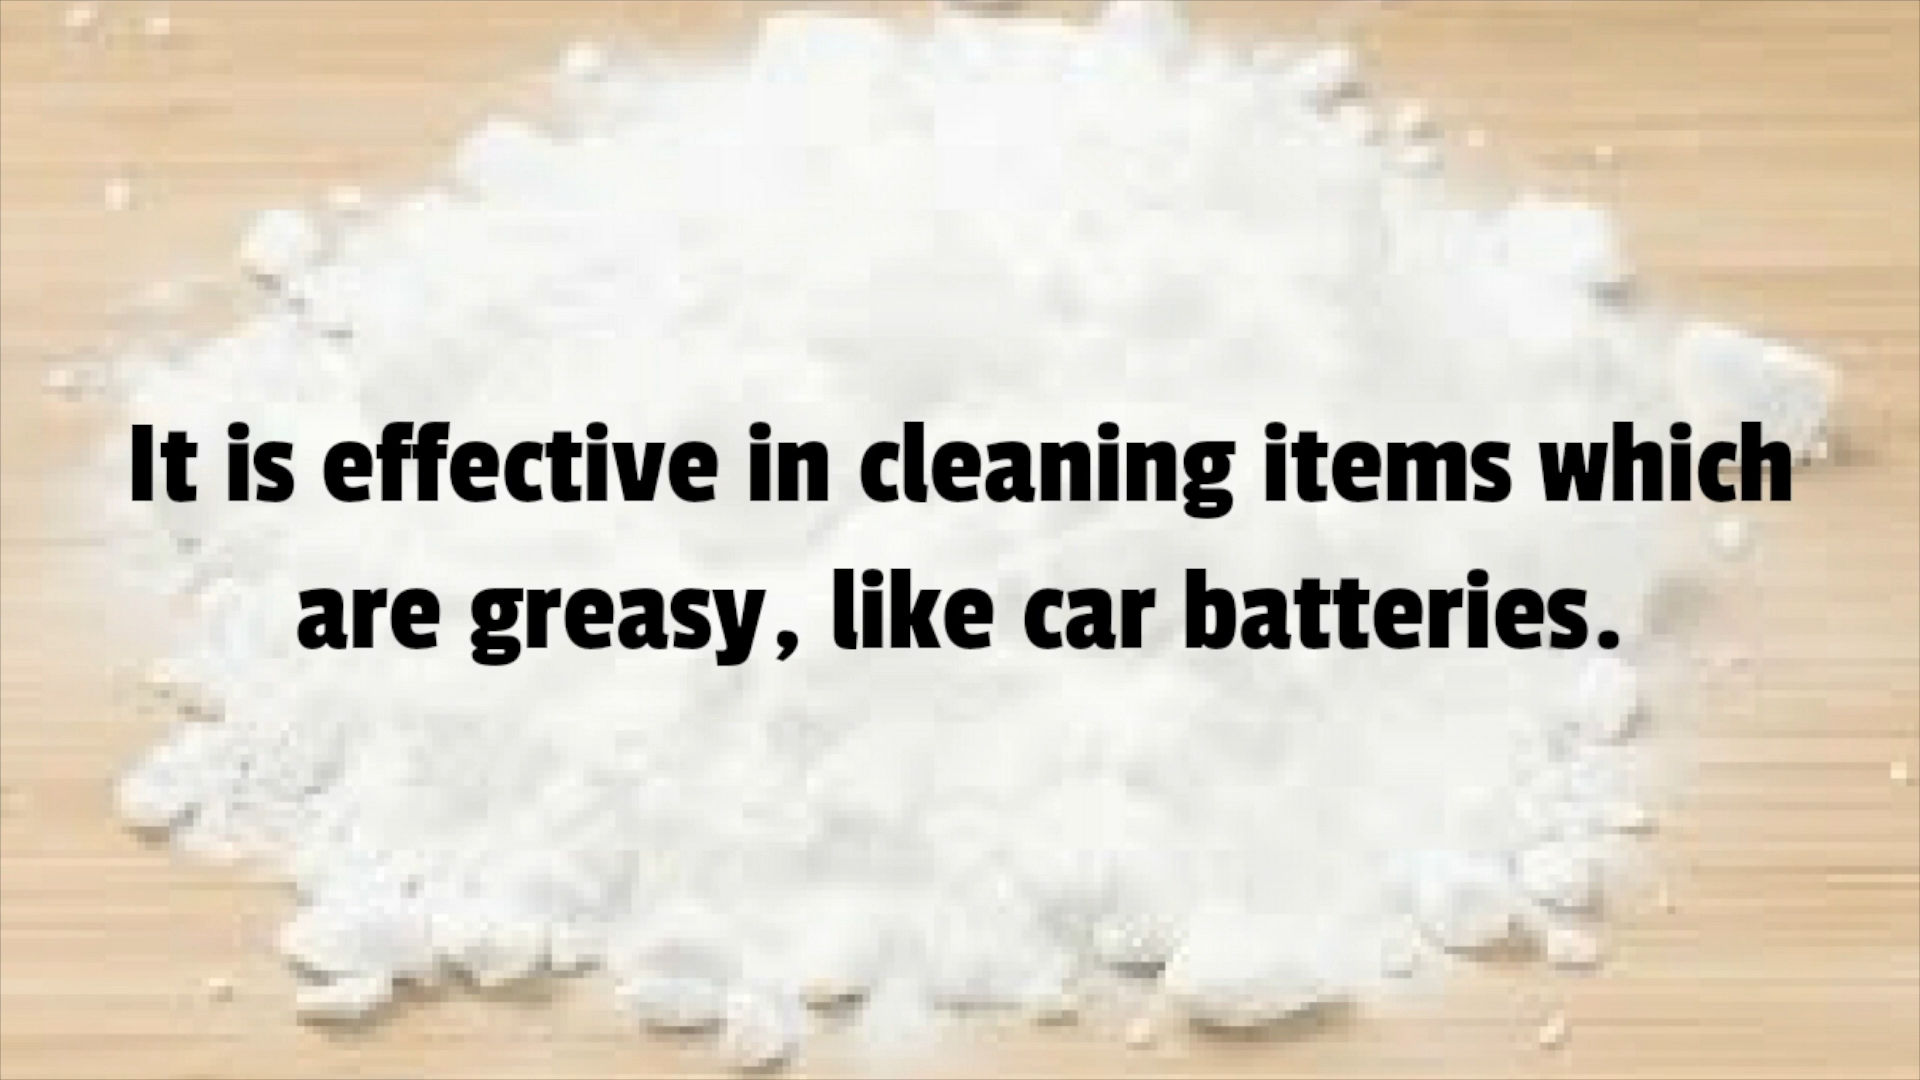 It is effective in cleaning items which
are greasy, like car batteries.